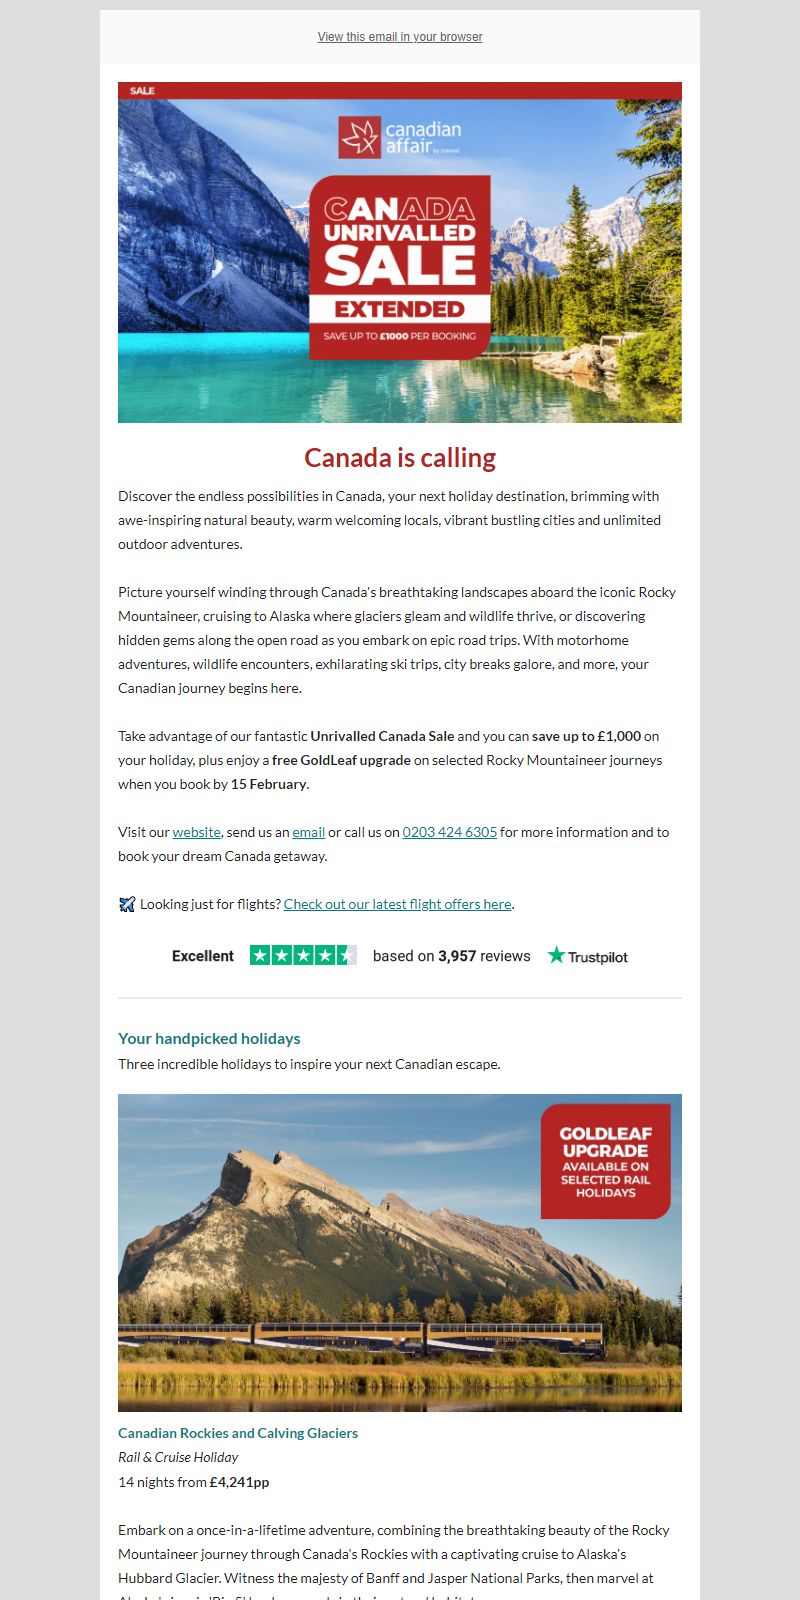 View this email in your browser
SALE
canadian
affair by transat
CANADA
UNRIVALLED
SALE
EXTENDED
SAVE UP TO £1000 PER BOOKING
Canada is calling
Discover the endless possibilities in Canada, your next holiday destination, brimming with
awe-inspiring natural beauty, warm welcoming locals, vibrant bustling cities and unlimited
outdoor adventures.
Picture yourself winding through Canada's breathtaking landscapes aboard the iconic Rocky
Mountaineer, cruising to Alaska where glaciers gleam and wildlife thrive, or discovering
hidden gems along the open road as you embark on epic road trips. With motorhome
adventures, wildlife encounters, exhilarating ski trips, city breaks galore, and more, your
Canadian journey begins here.
Take advantage of our fantastic Unrivalled Canada Sale and you can save up to £1,000 on
your holiday, plus enjoy a free GoldLeaf upgrade on selected Rocky Mountaineer journeys
when you book by 15 February.
Visit our website, send us an email or call us on 0203 424 6305 for more information and to
book your dream Canada getaway.
Looking just for flights? Check out our latest flight offers here.
Excellent based on 3,957 reviews Trustpilot
Your handpicked holidays
Three incredible holidays to inspire your next Canadian escape.
GOLDLEAF
UPGRADE
AVAILABLE ON
SELECTED RAIL
HOLIDAYS
ROCKY MOUNTAINEER ROCKY MOUNTAINEER ROCKY MOUNTAINEER
Canadian Rockies and Calving Glaciers
Rail & Cruise Holiday
14 nights from £4,241pp
Embark on a once-in-a-lifetime adventure, combining the breathtaking beauty of the Rocky
Mountaineer journey through Canada's Rockies with a captivating cruise to Alaska's
Hubbard Glacier. Witness the majesty of Banff and Jasper National Parks, then marvel at